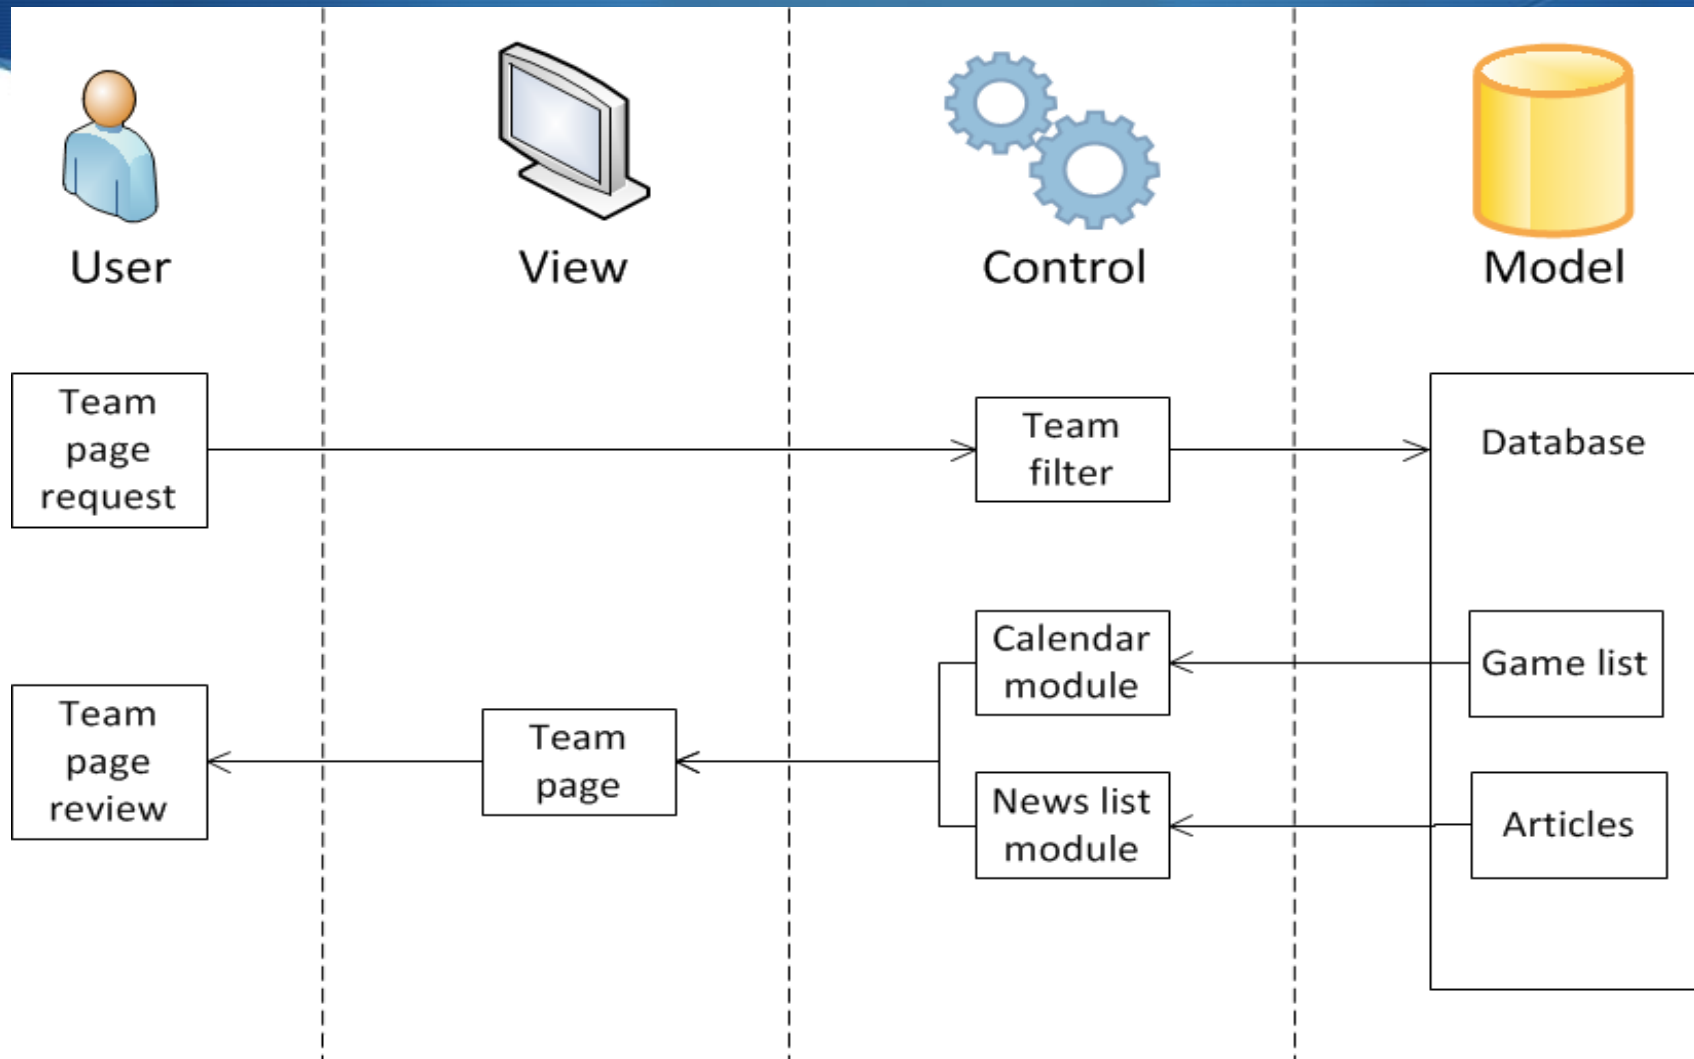 User
View
Control
Model
Team
page
request
Team
filter
Database
Calendar
module
Game list
Team
page
review
Team
page
News list
module
Articles